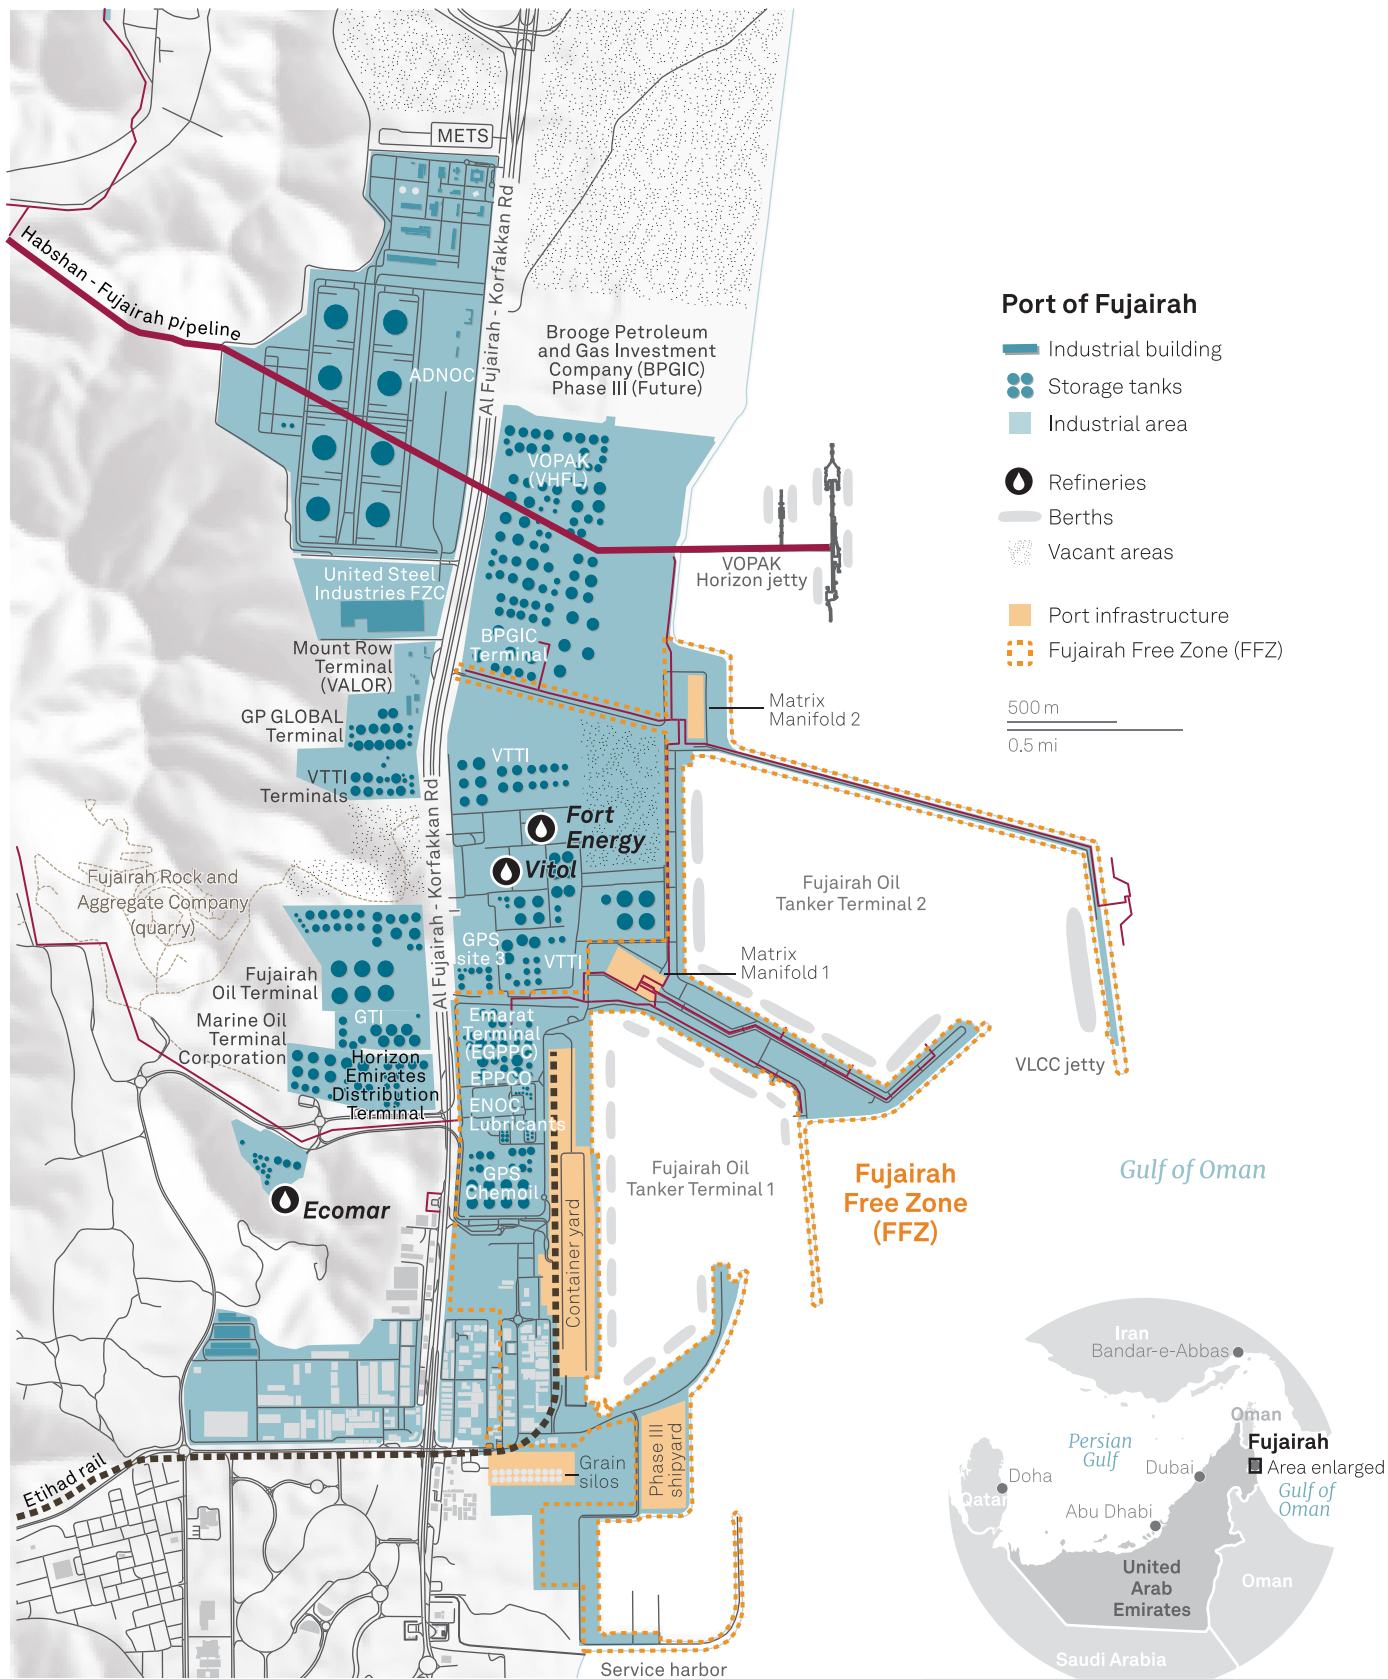 METS
Al Fujairah - Korfakkan Rd
Habshan - Fujairah pipeline
ADNOC
Brooge Petroleum
and Gas Investment
Company (BPGIC)
Phase III (Future)
VOPAK
(VHFL)
VOPAK
Horizon jetty
United Steel
Industries FZC
BPGIC
Terminal
Mount Row
Terminal
(VALOR)
GP GLOBAL
Terminal
VTTI
Terminals
Matrix
Manifold 2
VTTI
Fort
Energy
Vitol
Al Fujairah - Korfakkan Rd
Fujairah Rock and
Aggregate Company
(quarry)
Fujairah Oil
Tanker Terminal 2
GPS
site 3
VTTI
Matrix
Manifold 1
Fujairah
Oil Terminal
GTI
Marine Oil
Terminal
Corporation
Horizon
Emirates
Distribution
Terminal
Emarat
Terminal
(EGPPC)
EPPCO
ENOC
Lubricants
GPS
Chemoil
VLCC jetty
Fujairah Oil
Tanker Terminal 1
Fujairah
Free Zone
(FFZ)
Gulf of Oman
Ecomar
Container yard
Etihad rail
Grain
silos
Phase III
shipyard
Service harbor
Port of Fujairah
Industrial building
Storage tanks
Industrial area
Refineries
Berths
Vacant areas
Port infrastructure
Fujairah Free Zone (FFZ)
500 m
0.5 mi
Iran
Bandar-e-Abbas
Oman
Persian
Gulf
Fujairah
Area enlarged
Gulf of
Oman
Doha
Qatar
Dubai
Abu Dhabi
United
Arab
Emirates
Oman
Saudi Arabia